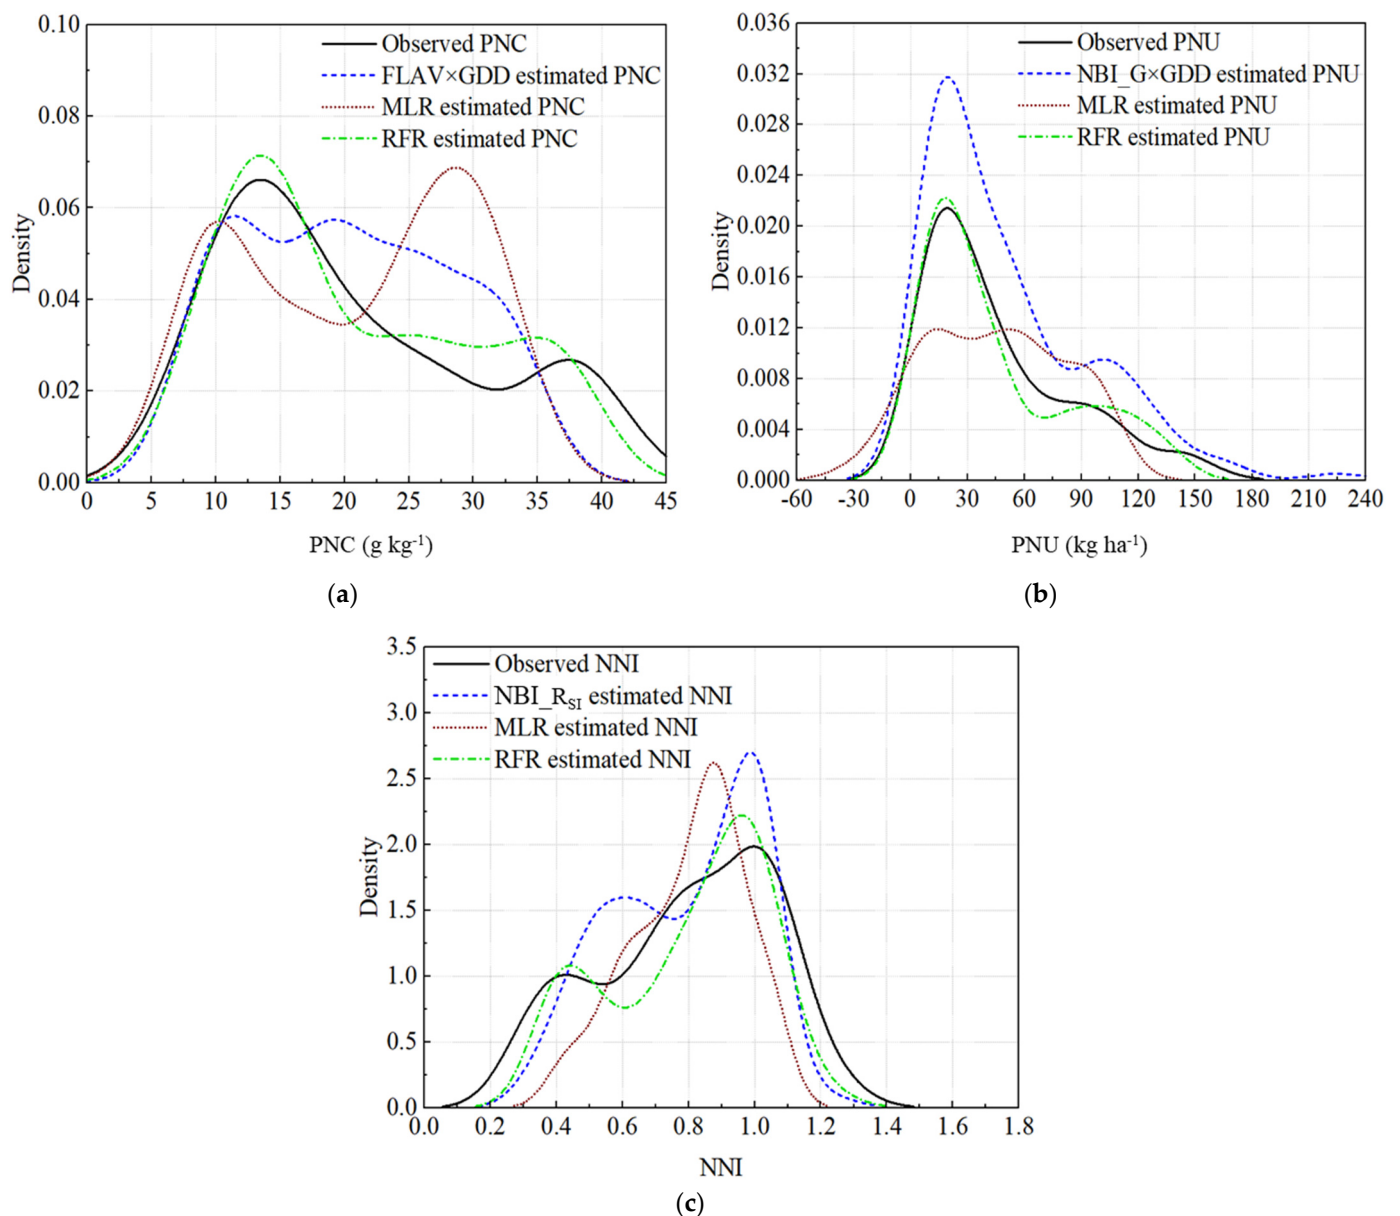 0.10
0.08
0.06
0.04
0.02
0.00
Density
Observed PNC
FLAV×GDD estimated PNC
MLR estimated PNC
RFR estimated PNC
0 5 10 15 20 25 30 35 40 45
PNC (g kg⁻¹)
(a)
0.036
0.032
0.028
0.024
0.020
0.016
0.012
0.008
0.004
0.000
Density
Observed PNU
NBI_G×GDD estimated PNU
MLR estimated PNU
RFR estimated PNU
-60 -30 0 30 60 90 120 150 180 210 240
PNU (kg ha⁻¹)
(b)
3.5
3.0
2.5
2.0
1.5
1.0
0.5
0.0
Density
Observed NNI
NBI_R_SI estimated NNI
MLR estimated NNI
RFR estimated NNI
0.0 0.2 0.4 0.6 0.8 1.0 1.2 1.4 1.6 1.8
NNI
(c)